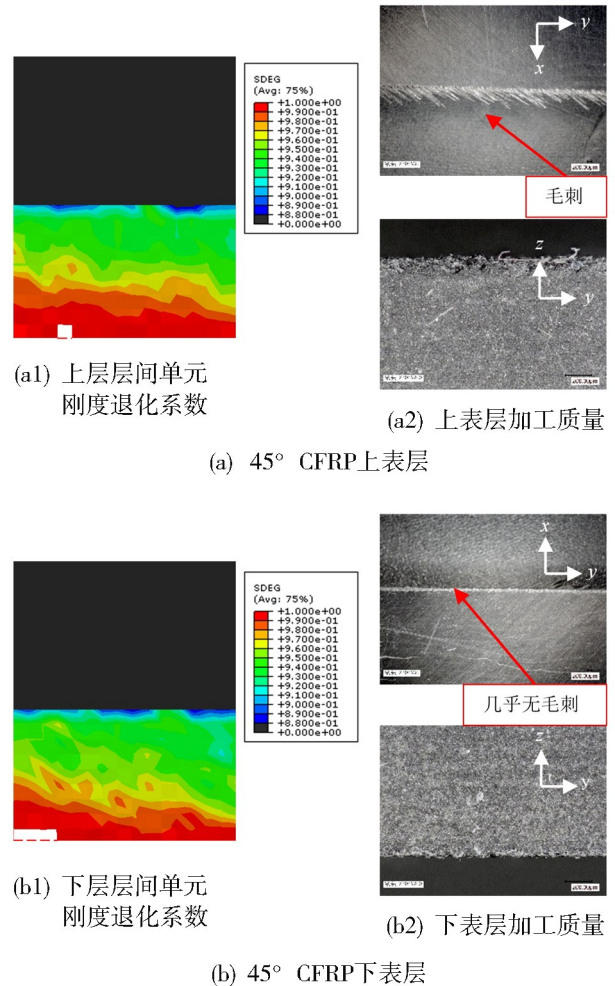 SDEG
(Avg: 75%)
+1.000e+00
+9.900e-01
+9.800e-01
+9.700e-01
+9.600e-01
+9.500e-01
+9.400e-01
+9.300e-01
+9.200e-01
+9.100e-01
+9.000e-01
+8.900e-01
+8.800e-01
+0.000e+00
y
x
毛刺
z
y
(a1) 上层层间单元
刚度退化系数
(a2) 上表层加工质量
(a) 45° CFRP上表层
SDEG
(Avg: 75%)
+1.000e+00
+9.900e-01
+9.800e-01
+9.700e-01
+9.600e-01
+9.500e-01
+9.400e-01
+9.300e-01
+9.200e-01
+9.100e-01
+9.000e-01
+8.900e-01
+8.800e-01
+0.000e+00
x
y
几乎无毛刺
z
y
(b1) 下层层间单元
刚度退化系数
(b2) 下表层加工质量
(b) 45° CFRP下表层